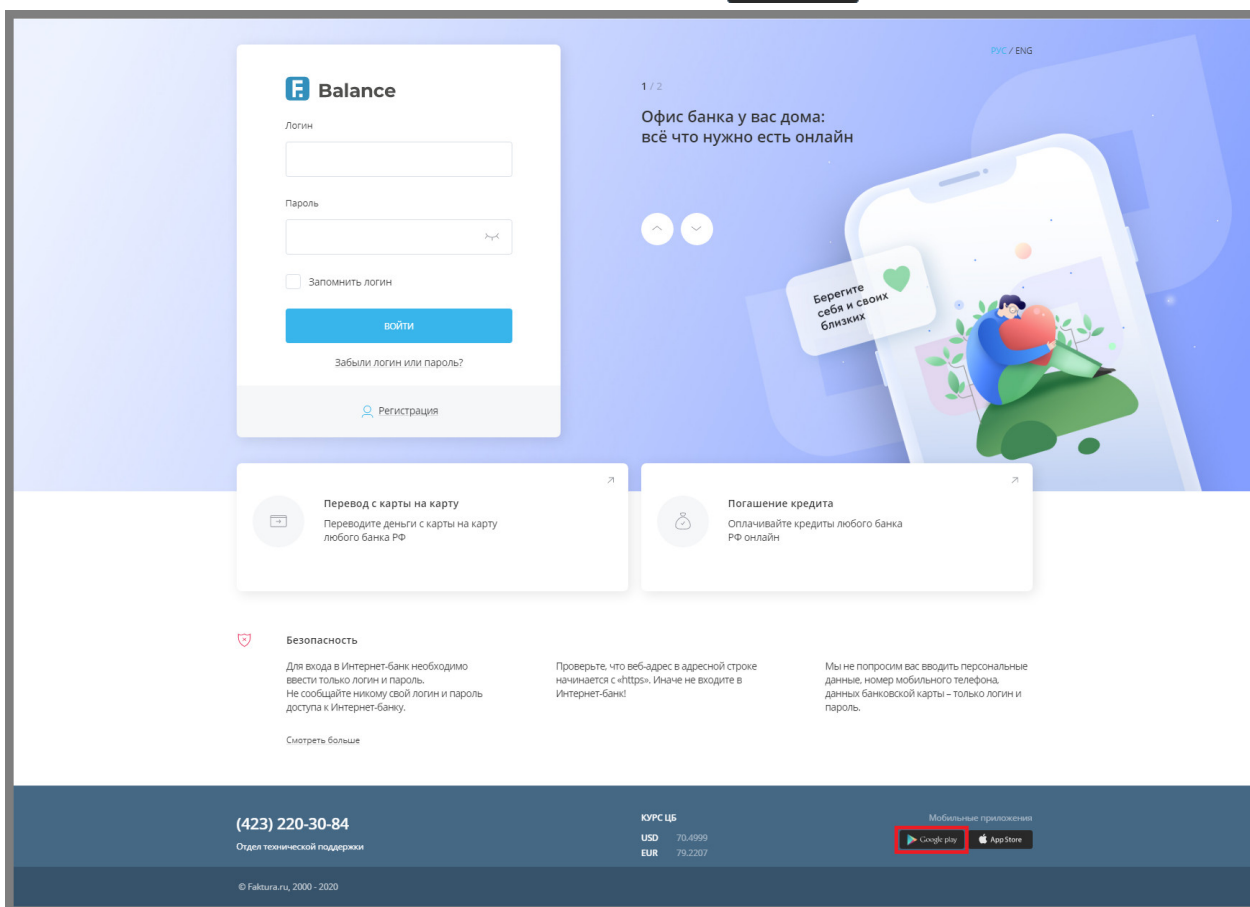 РУС / ENG
F. Balance
Логин
Пароль
Запомнить логин
ВОЙТИ
Забыли логин или пароль?
Регистрация
1 / 2
Офис банка у вас дома:
всё что нужно есть онлайн
Берегите
себя и своих
близких
Перевод с карты на карту
Переводите деньги с карты на карту
любого банка РФ
Погашение кредита
Оплачивайте кредиты любого банка
РФ онлайн
Безопасность
Для входа в Интернет-банк необходимо
ввести только логин и пароль.
Не сообщайте никому свой логин и пароль
доступа к Интернет-банку.
Смотреть больше
Проверьте, что веб-адрес в адресной строке
начинается с «https». Иначе не входите в
Интернет-банк!
Мы не попросим вас вводить персональные
данные, номер мобильного телефона,
данных банковской карты – только логин и
пароль.
(423) 220-30-84
Отдел технической поддержки
КУРС ЦБ
USD 70.4999
EUR 79.2207
Мобильные приложения
Google play
App Store
© Faktura.ru, 2000 - 2020